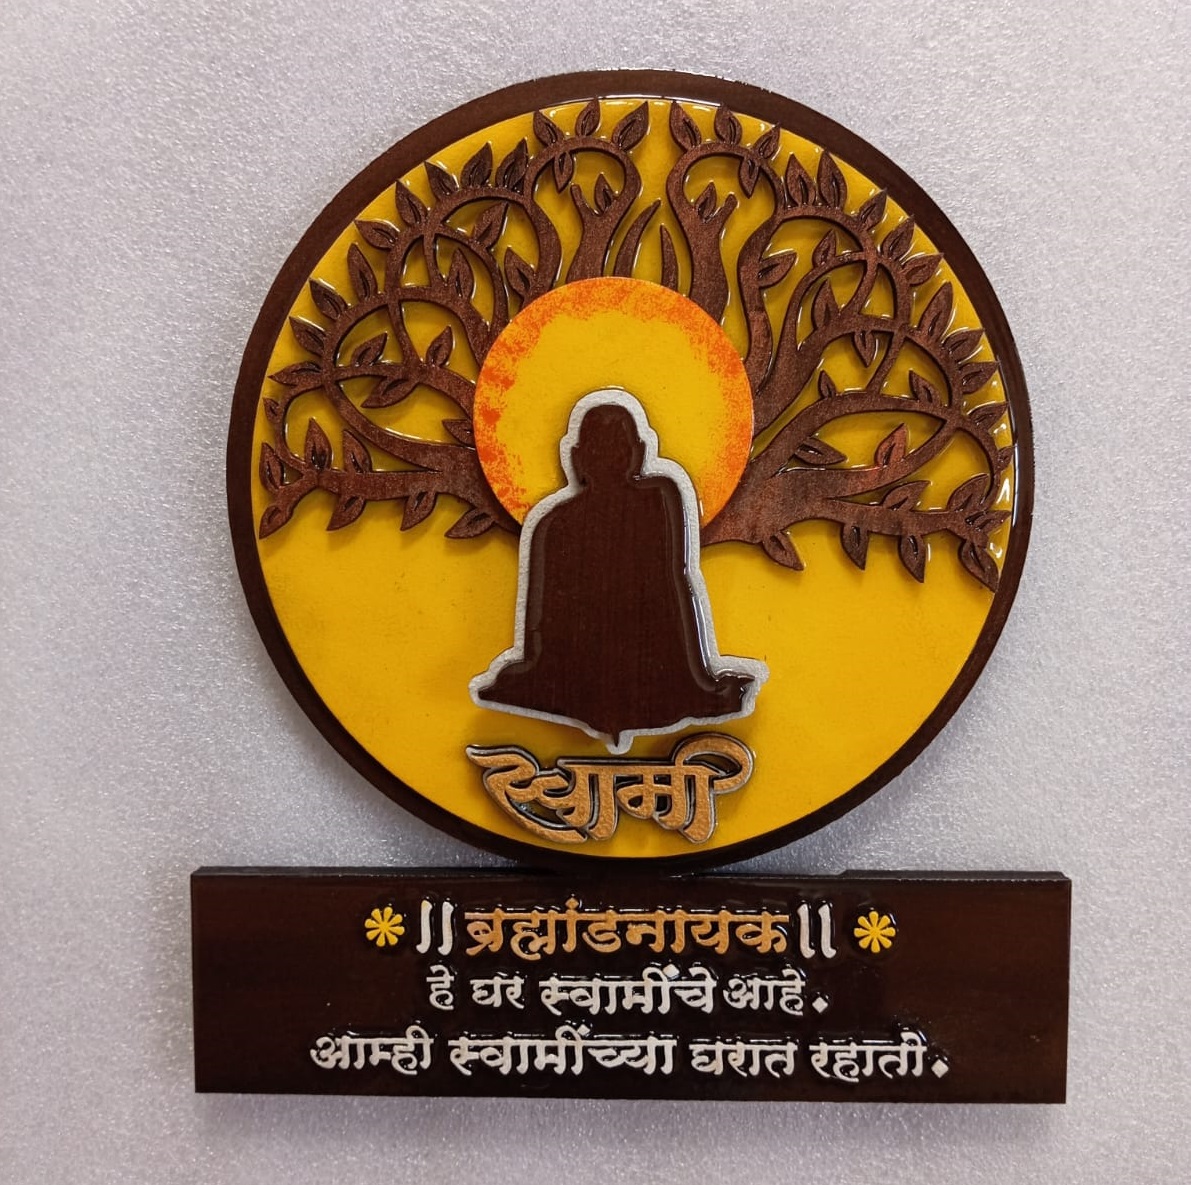 स्वामी
|| ब्रह्मांडनायक ||
हे घर स्वामींचे आहे.
आम्ही स्वामींच्या घरात रहातो.